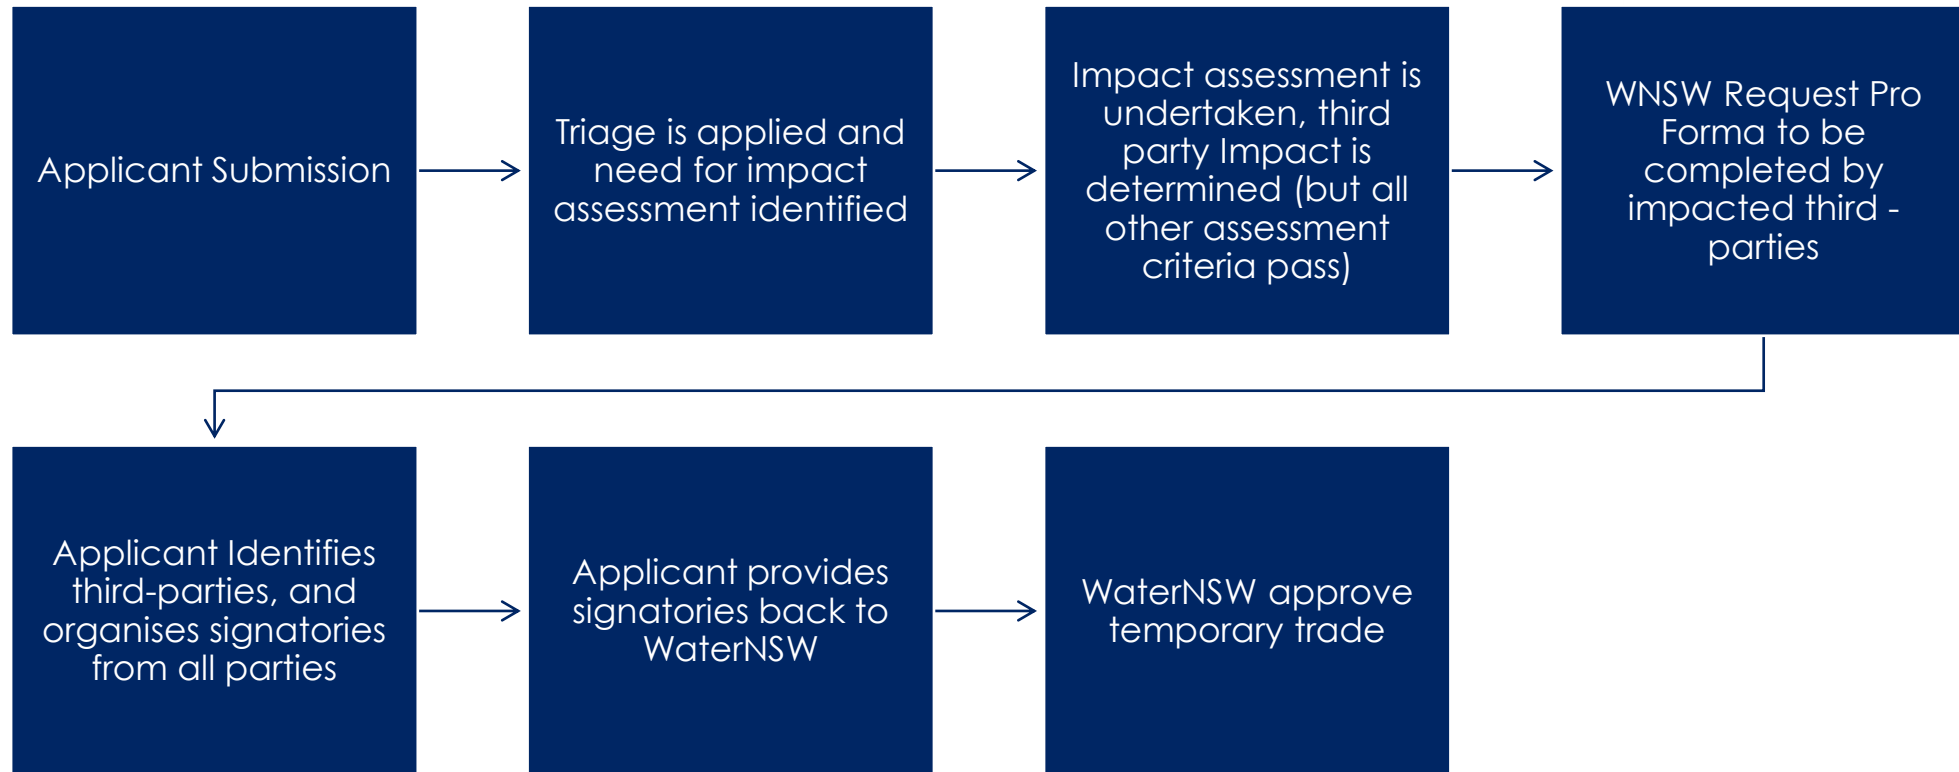 Applicant Submission
Triage is applied and
need for impact
assessment identified
Impact assessment is
undertaken, third
party Impact is
determined (but all
other assessment
criteria pass)
WNSW Request Pro
Forma to be
completed by
impacted third -
parties
Applicant Identifies
third-parties, and
organises signatories
from all parties
Applicant provides
signatories back to
WaterNSW
WaterNSW approve
temporary trade